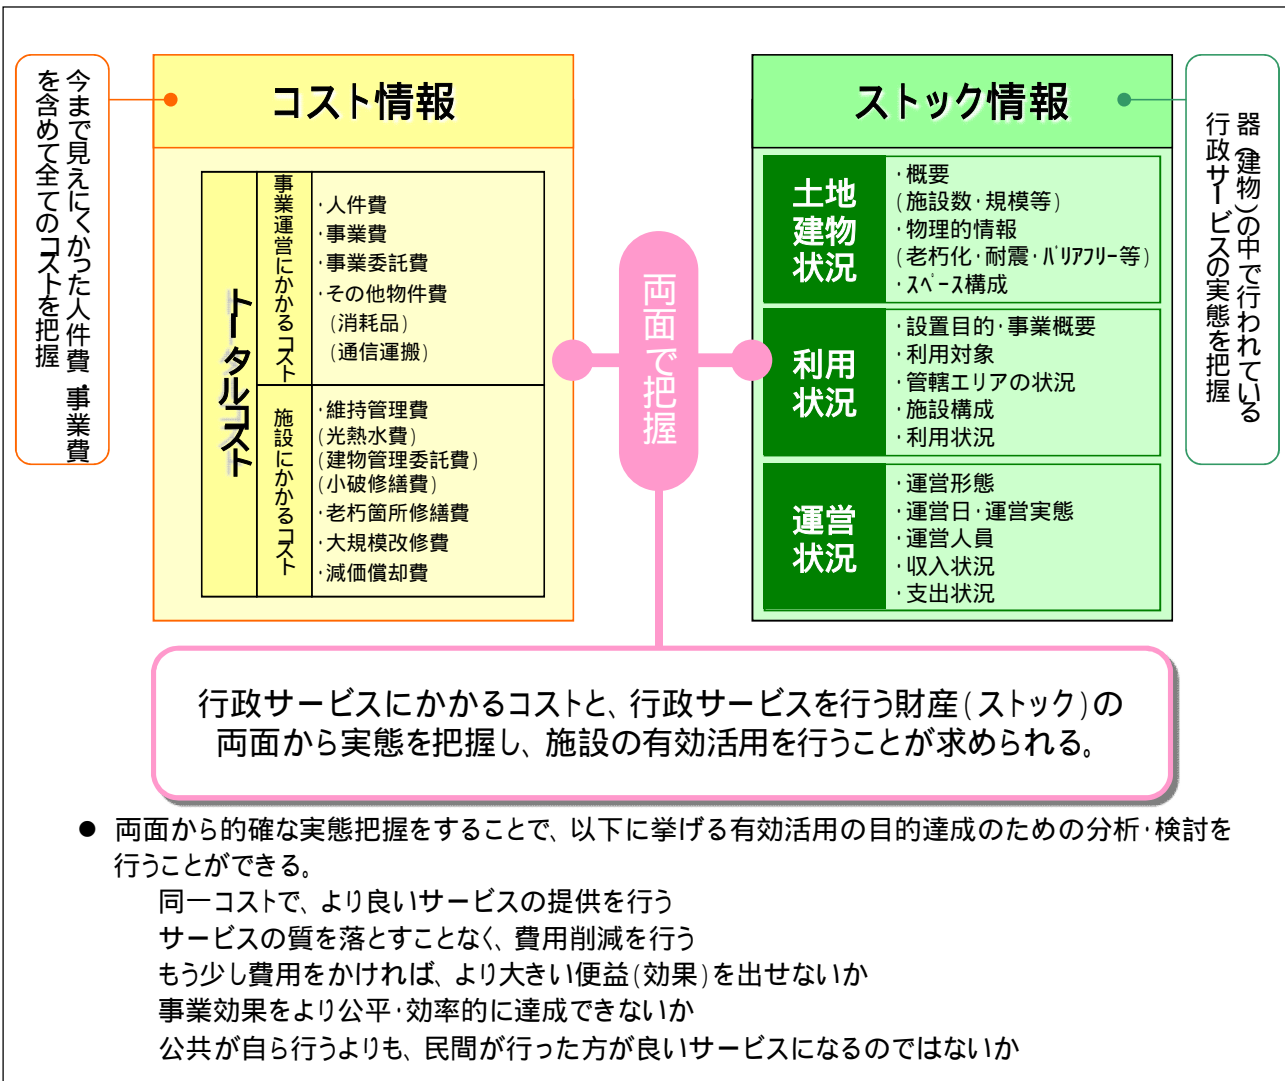 今まで見えにくかった人件費・事業費
を含めて全てのコストを把握
コスト情報
トータルコスト
事業運営にかかるコスト
・人件費
・事業費
・事業委託費
・その他物件費
(消耗品)
(通信運搬)
施設にかかるコスト
・維持管理費
(光熱水費)
(建物管理委託費)
(小破修繕費)
・老朽箇所修繕費
・大規模改修費
・減価償却費
両面で把握
ストック情報
土地
建物
状況
・概要
(施設数・規模等)
・物理的情報
(老朽化・耐震・バリアフリー等)
・スペース構成
利用
状況
・設置目的・事業概要
・利用対象
・管轄エリアの状況
・施設構成
・利用状況
運営
状況
・運営形態
・運営日・運営実態
・運営人員
・収入状況
・支出状況
器(建物)の中で行われている
行政サービスの実態を把握
行政サービスにかかるコストと、行政サービスを行う財産(ストック)の
両面から実態を把握し、施設の有効活用を行うことが求められる。
● 両面から的確な実態把握をすることで、以下に挙げる有効活用の目的達成のための分析・検討を
行うことができる。
同一コストで、より良いサービスの提供を行う
サービスの質を落とすことなく、費用削減を行う
もう少し費用をかければ、より大きい便益(効果)を出せないか
事業効果をより公平・効率的に達成できないか
公共が自ら行うよりも、民間が行った方が良いサービスになるのではないか